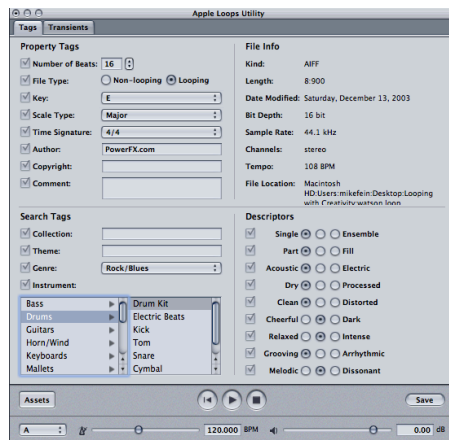 Apple Loops Utility
Tags Transients
Property Tags
Number of Beats: 16
File Type: Non-looping Looping
Key: E
Scale Type: Major
Time Signature: 4/4
Author: PowerFX.com
Copyright:
Comment:
File Info
Kind: AIFF
Length: 8:900
Date Modified: Saturday, December 13, 2003
Bit Depth: 16 bit
Sample Rate: 44.1 kHz
Channels: stereo
Tempo: 108 BPM
File Location: Macintosh
HD:Users:mikefein:Desktop:Looping
with Creativity:watson loop
Search Tags
Collection:
Theme:
Genre: Rock/Blues
Instrument:
Bass
Drums
Guitars
Horn/Wind
Keyboards
Mallets
Drum Kit
Electric Beats
Kick
Tom
Snare
Cymbal
Descriptors
Single Ensemble
Part Fill
Acoustic Electric
Dry Processed
Clean Distorted
Cheerful Dark
Relaxed Intense
Grooving Arrhythmic
Melodic Dissonant
Assets Save
A 120.000 BPM 0.00 dB